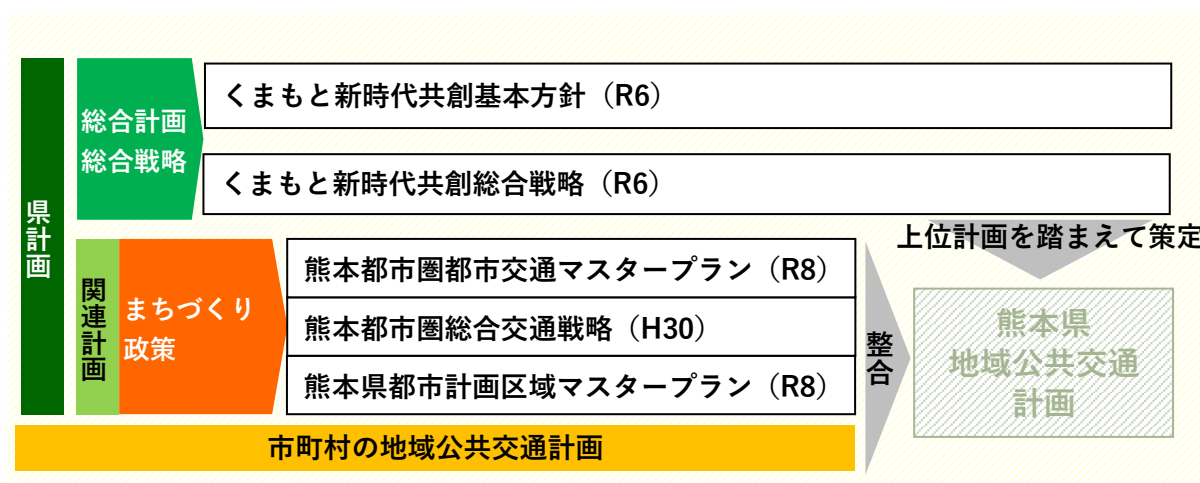 県計画
総合計画
総合戦略
くまもと新時代共創基本方針（R6）
くまもと新時代共創総合戦略（R6）
上位計画を踏まえて策定
関連計画
まちづくり
政策
熊本都市圏都市交通マスタープラン（R8）
熊本都市圏総合交通戦略（H30）
熊本県都市計画区域マスタープラン（R8）
整合
熊本県
地域公共交通
計画
市町村の地域公共交通計画